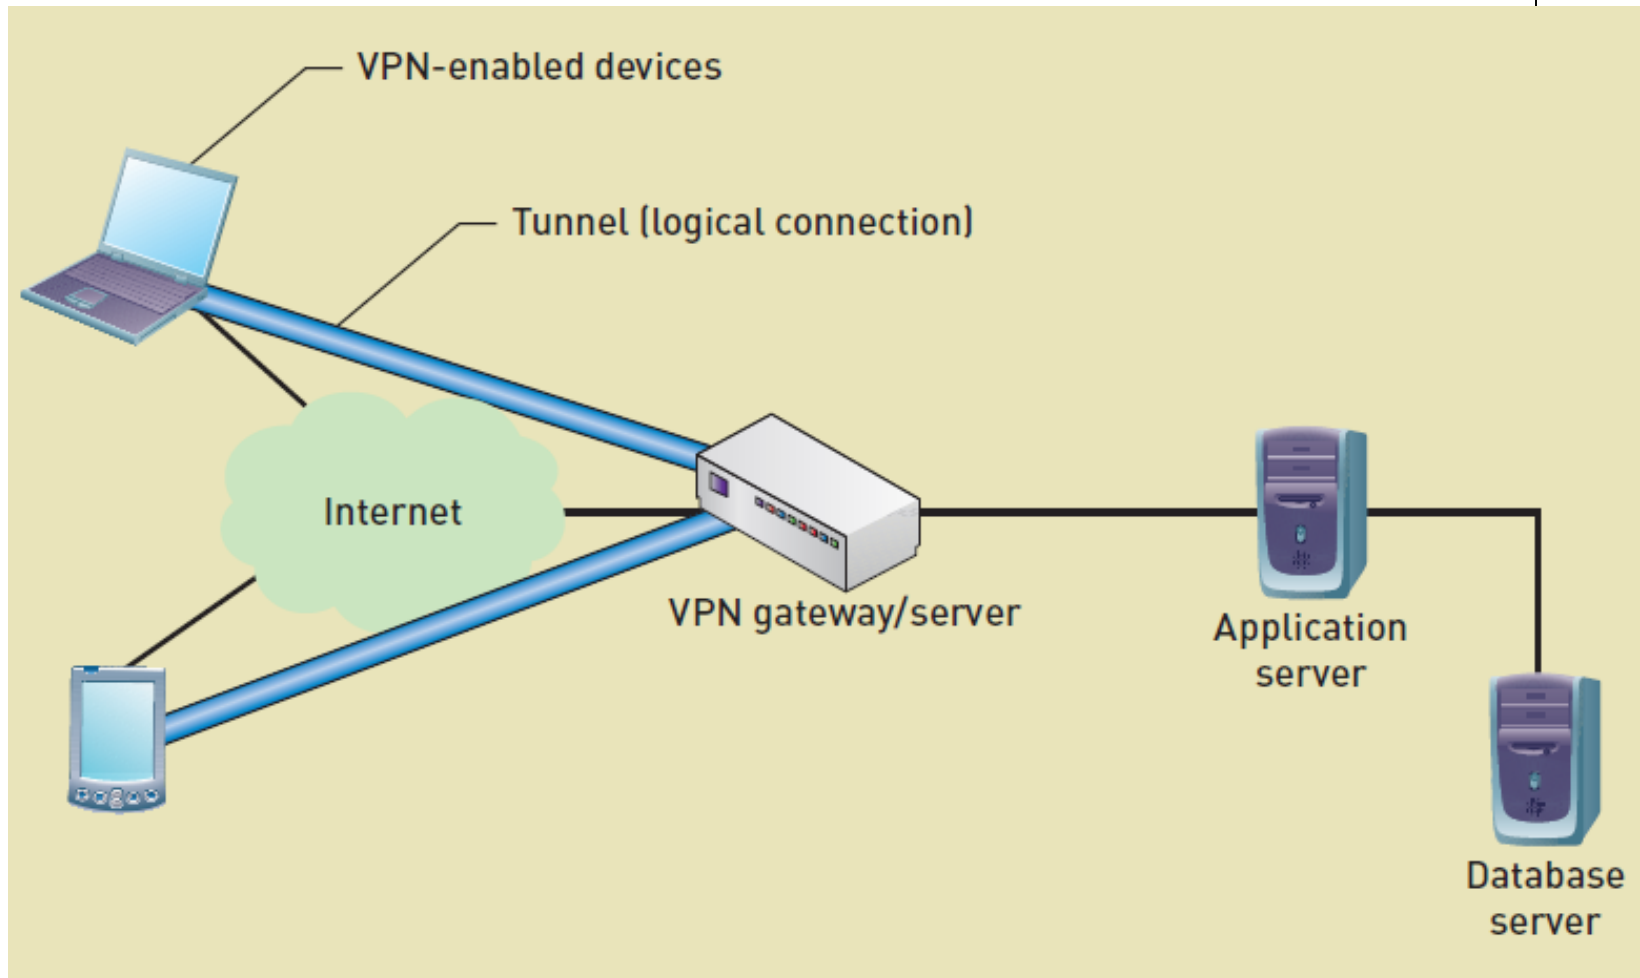 VPN-enabled devices
Tunnel (logical connection)
Internet
VPN gateway/server
Application
server
Database
server